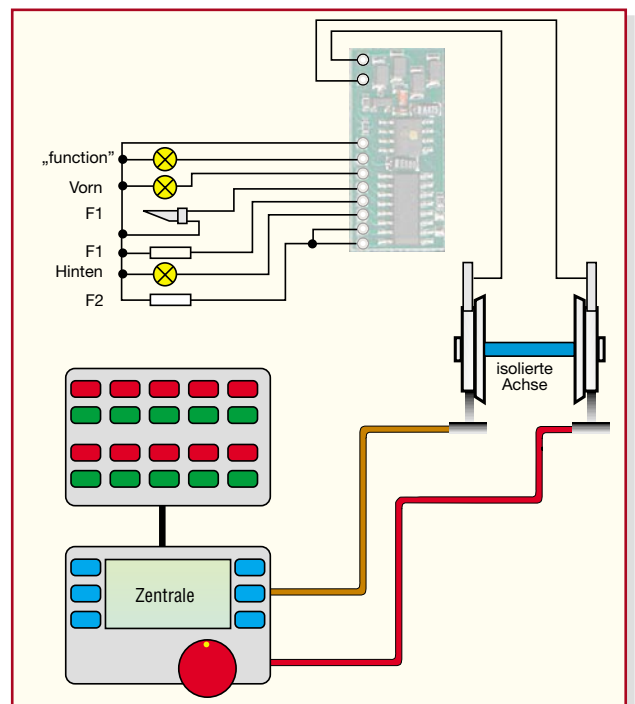 „function”
Vorn
F1
F1
Hinten
F2
isolierte
Achse
Zentrale